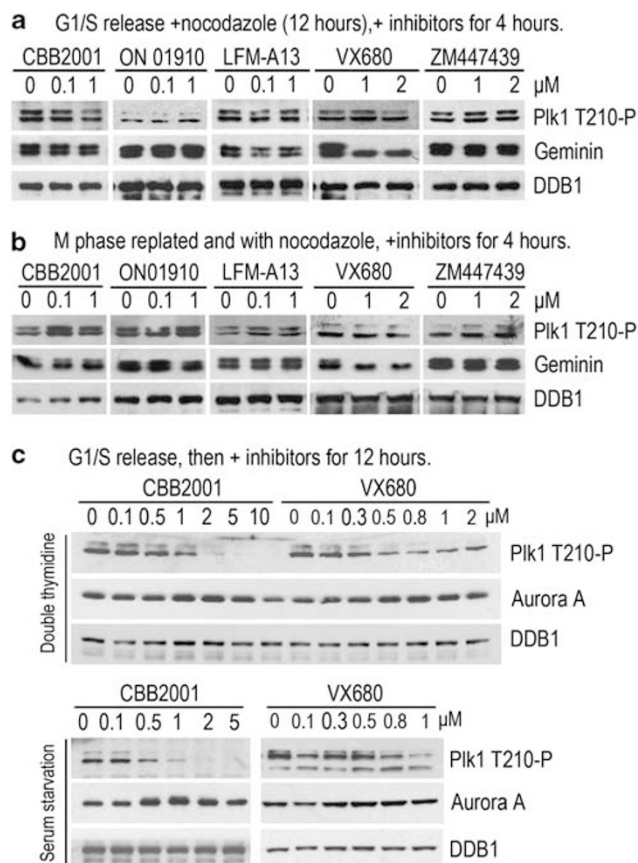 a G1/S release +nocodazole (12 hours),+ inhibitors for 4 hours.
CBB2001 ON 01910 LFM-A13 VX680 ZM447439
0 0.1 1 0 0.1 1 0 0.1 1 0 1 2 0 1 2 µM
Plk1 T210-P
Geminin
DDB1
b M phase replated and with nocodazole, +inhibitors for 4 hours.
CBB2001 ON01910 LFM-A13 VX680 ZM447439
0 0.1 1 0 0.1 1 0 0.1 1 0 1 2 0 1 2 µM
Plk1 T210-P
Geminin
DDB1
c G1/S release, then + inhibitors for 12 hours.
CBB2001 VX680
0 0.1 0.5 1 2 5 10 0 0.1 0.3 0.5 0.8 1 2 µM
Double thymidine
Plk1 T210-P
Aurora A
DDB1
CBB2001 VX680
0 0.1 0.5 1 2 5 0 0.1 0.3 0.5 0.8 1 µM
Serum starvation
Plk1 T210-P
Aurora A
DDB1